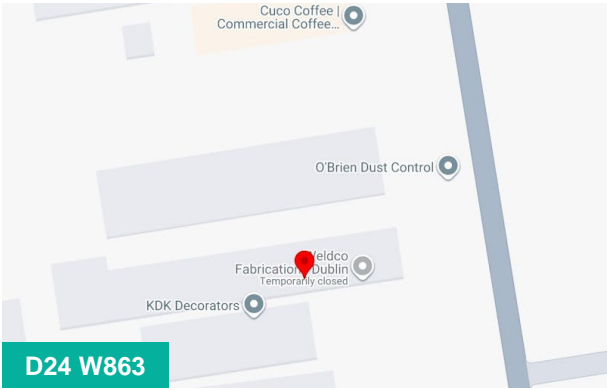 Cuco Coffee |
Commercial Coffee...
O'Brien Dust Control
Fabrication Dublin
Temporarily closed
KDK Decorators
D24 W863